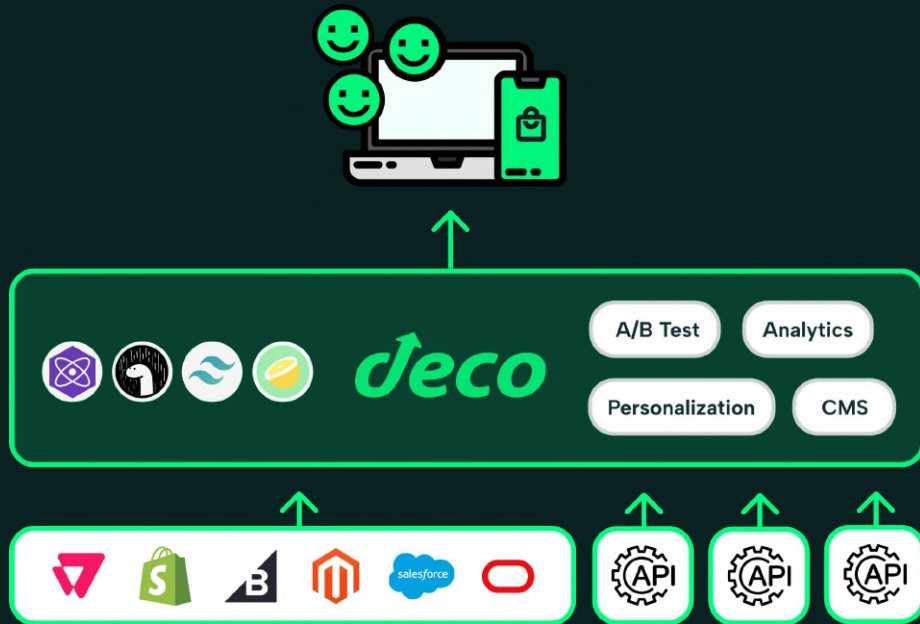 deco
A/B Test
Analytics
Personalization
CMS
S
B
salesforce
API
API
API